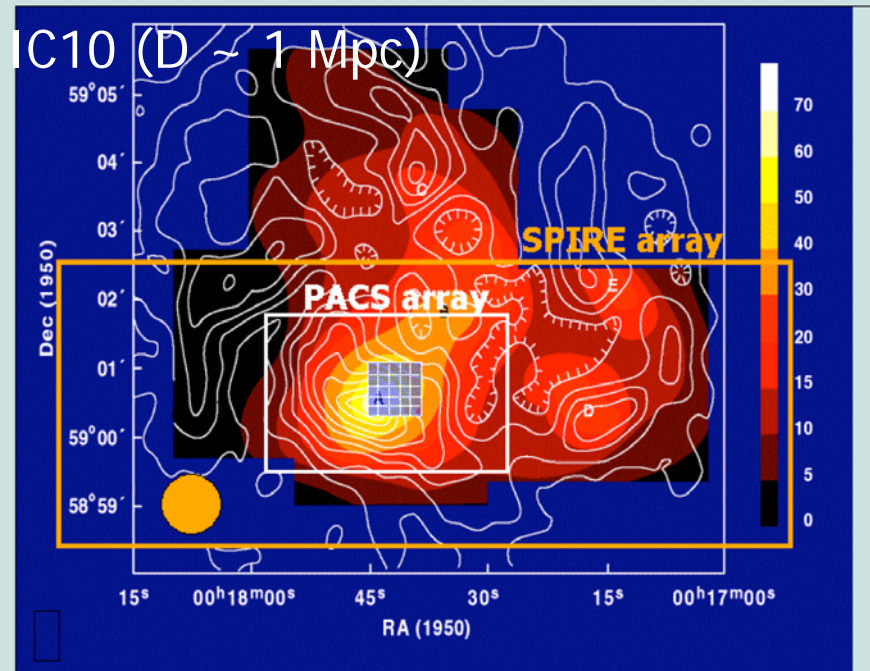 IC10 (D ~ 1 Mpc)
59°05´
04´
03´
02´
01´
59°00´
58°59´
Dec (1950)
SPIRE array
PACS array
A
C
D
E
70
60
50
40
30
20
15
10
5
0
15ˢ 00ʰ18ᵐ00ˢ 45ˢ 30ˢ 15ˢ 00ʰ17ᵐ00ˢ
RA (1950)